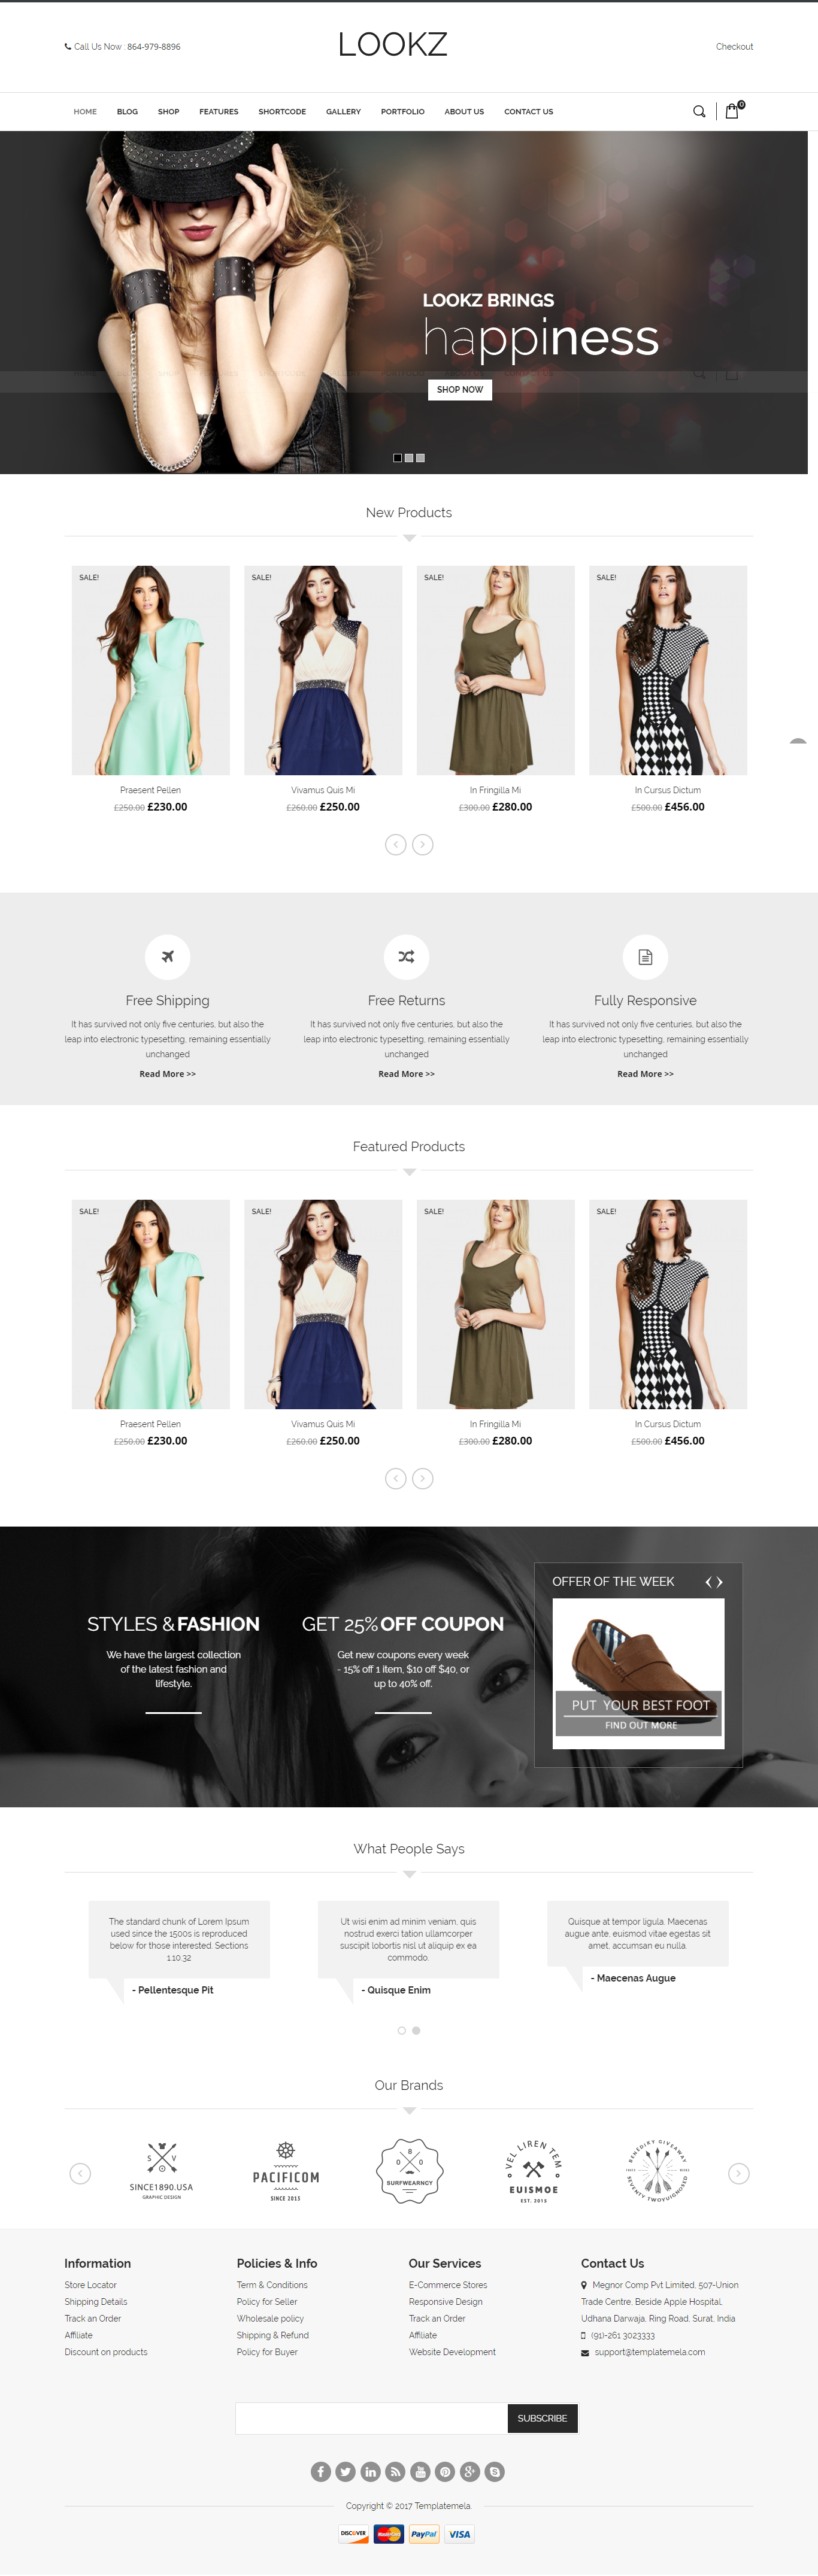 Call Us Now : 864-979-8896
LOOKZ
Checkout
HOME BLOG SHOP FEATURES SHORTCODE GALLERY PORTFOLIO ABOUT US CONTACT US
0
LOOKZ BRINGS
happiness
SHOP NOW
New Products
SALE! SALE! SALE! SALE!
Praesent Pellen Vivamus Quis Mi In Fringilla Mi In Cursus Dictum
£250.00 £230.00 £260.00 £250.00 £300.00 £280.00 £500.00 £456.00
Free Shipping
It has survived not only five centuries, but also the
leap into electronic typesetting, remaining essentially
unchanged
Read More >>
Free Returns
It has survived not only five centuries, but also the
leap into electronic typesetting, remaining essentially
unchanged
Read More >>
Fully Responsive
It has survived not only five centuries, but also the
leap into electronic typesetting, remaining essentially
unchanged
Read More >>
Featured Products
SALE! SALE! SALE! SALE!
Praesent Pellen Vivamus Quis Mi In Fringilla Mi In Cursus Dictum
£250.00 £230.00 £260.00 £250.00 £300.00 £280.00 £500.00 £456.00
STYLES & FASHION
We have the largest collection
of the latest fashion and
lifestyle.
GET 25% OFF COUPON
Get new coupons every week
- 15% off 1 item, $10 off $40, or
up to 40% off.
OFFER OF THE WEEK
PUT YOUR BEST FOOT
FIND OUT MORE
What People Says
The standard chunk of Lorem Ipsum
used since the 1500s is reproduced
below for those interested. Sections
1.10.32
- Pellentesque Pit
Ut wisi enim ad minim veniam, quis
nostrud exerci tation ullamcorper
suscipit lobortis nisl ut aliquip ex ea
commodo.
- Quisque Enim
Quisque at tempor ligula. Maecenas
augue ante, euismod vitae egestas sit
amet, accumsan eu nulla.
- Maecenas Augue
Our Brands
S V
SINCE1890.USA
GRAPHIC DESIGN
PACIFICOM
SINCE 2015
8
0 0
SURFWEARNCY
VEL LIREN TEM
EUISMOE
EST. 2015
BENEDIKY GIVEAWAY
SEVENTY TWOYUIGNOSED
Information
Store Locator
Shipping Details
Track an Order
Affiliate
Discount on products
Policies & Info
Term & Conditions
Policy for Seller
Wholesale policy
Shipping & Refund
Policy for Buyer
Our Services
E-Commerce Stores
Responsive Design
Track an Order
Affiliate
Website Development
Contact Us
Megnor Comp Pvt Limited, 507-Union
Trade Centre, Beside Apple Hospital,
Udhana Darwaja, Ring Road, Surat, India
(91)-261 3023333
support@templatemela.com
SUBSCRIBE
Copyright © 2017 Templatemela.
DISCOVER MasterCard PayPal VISA